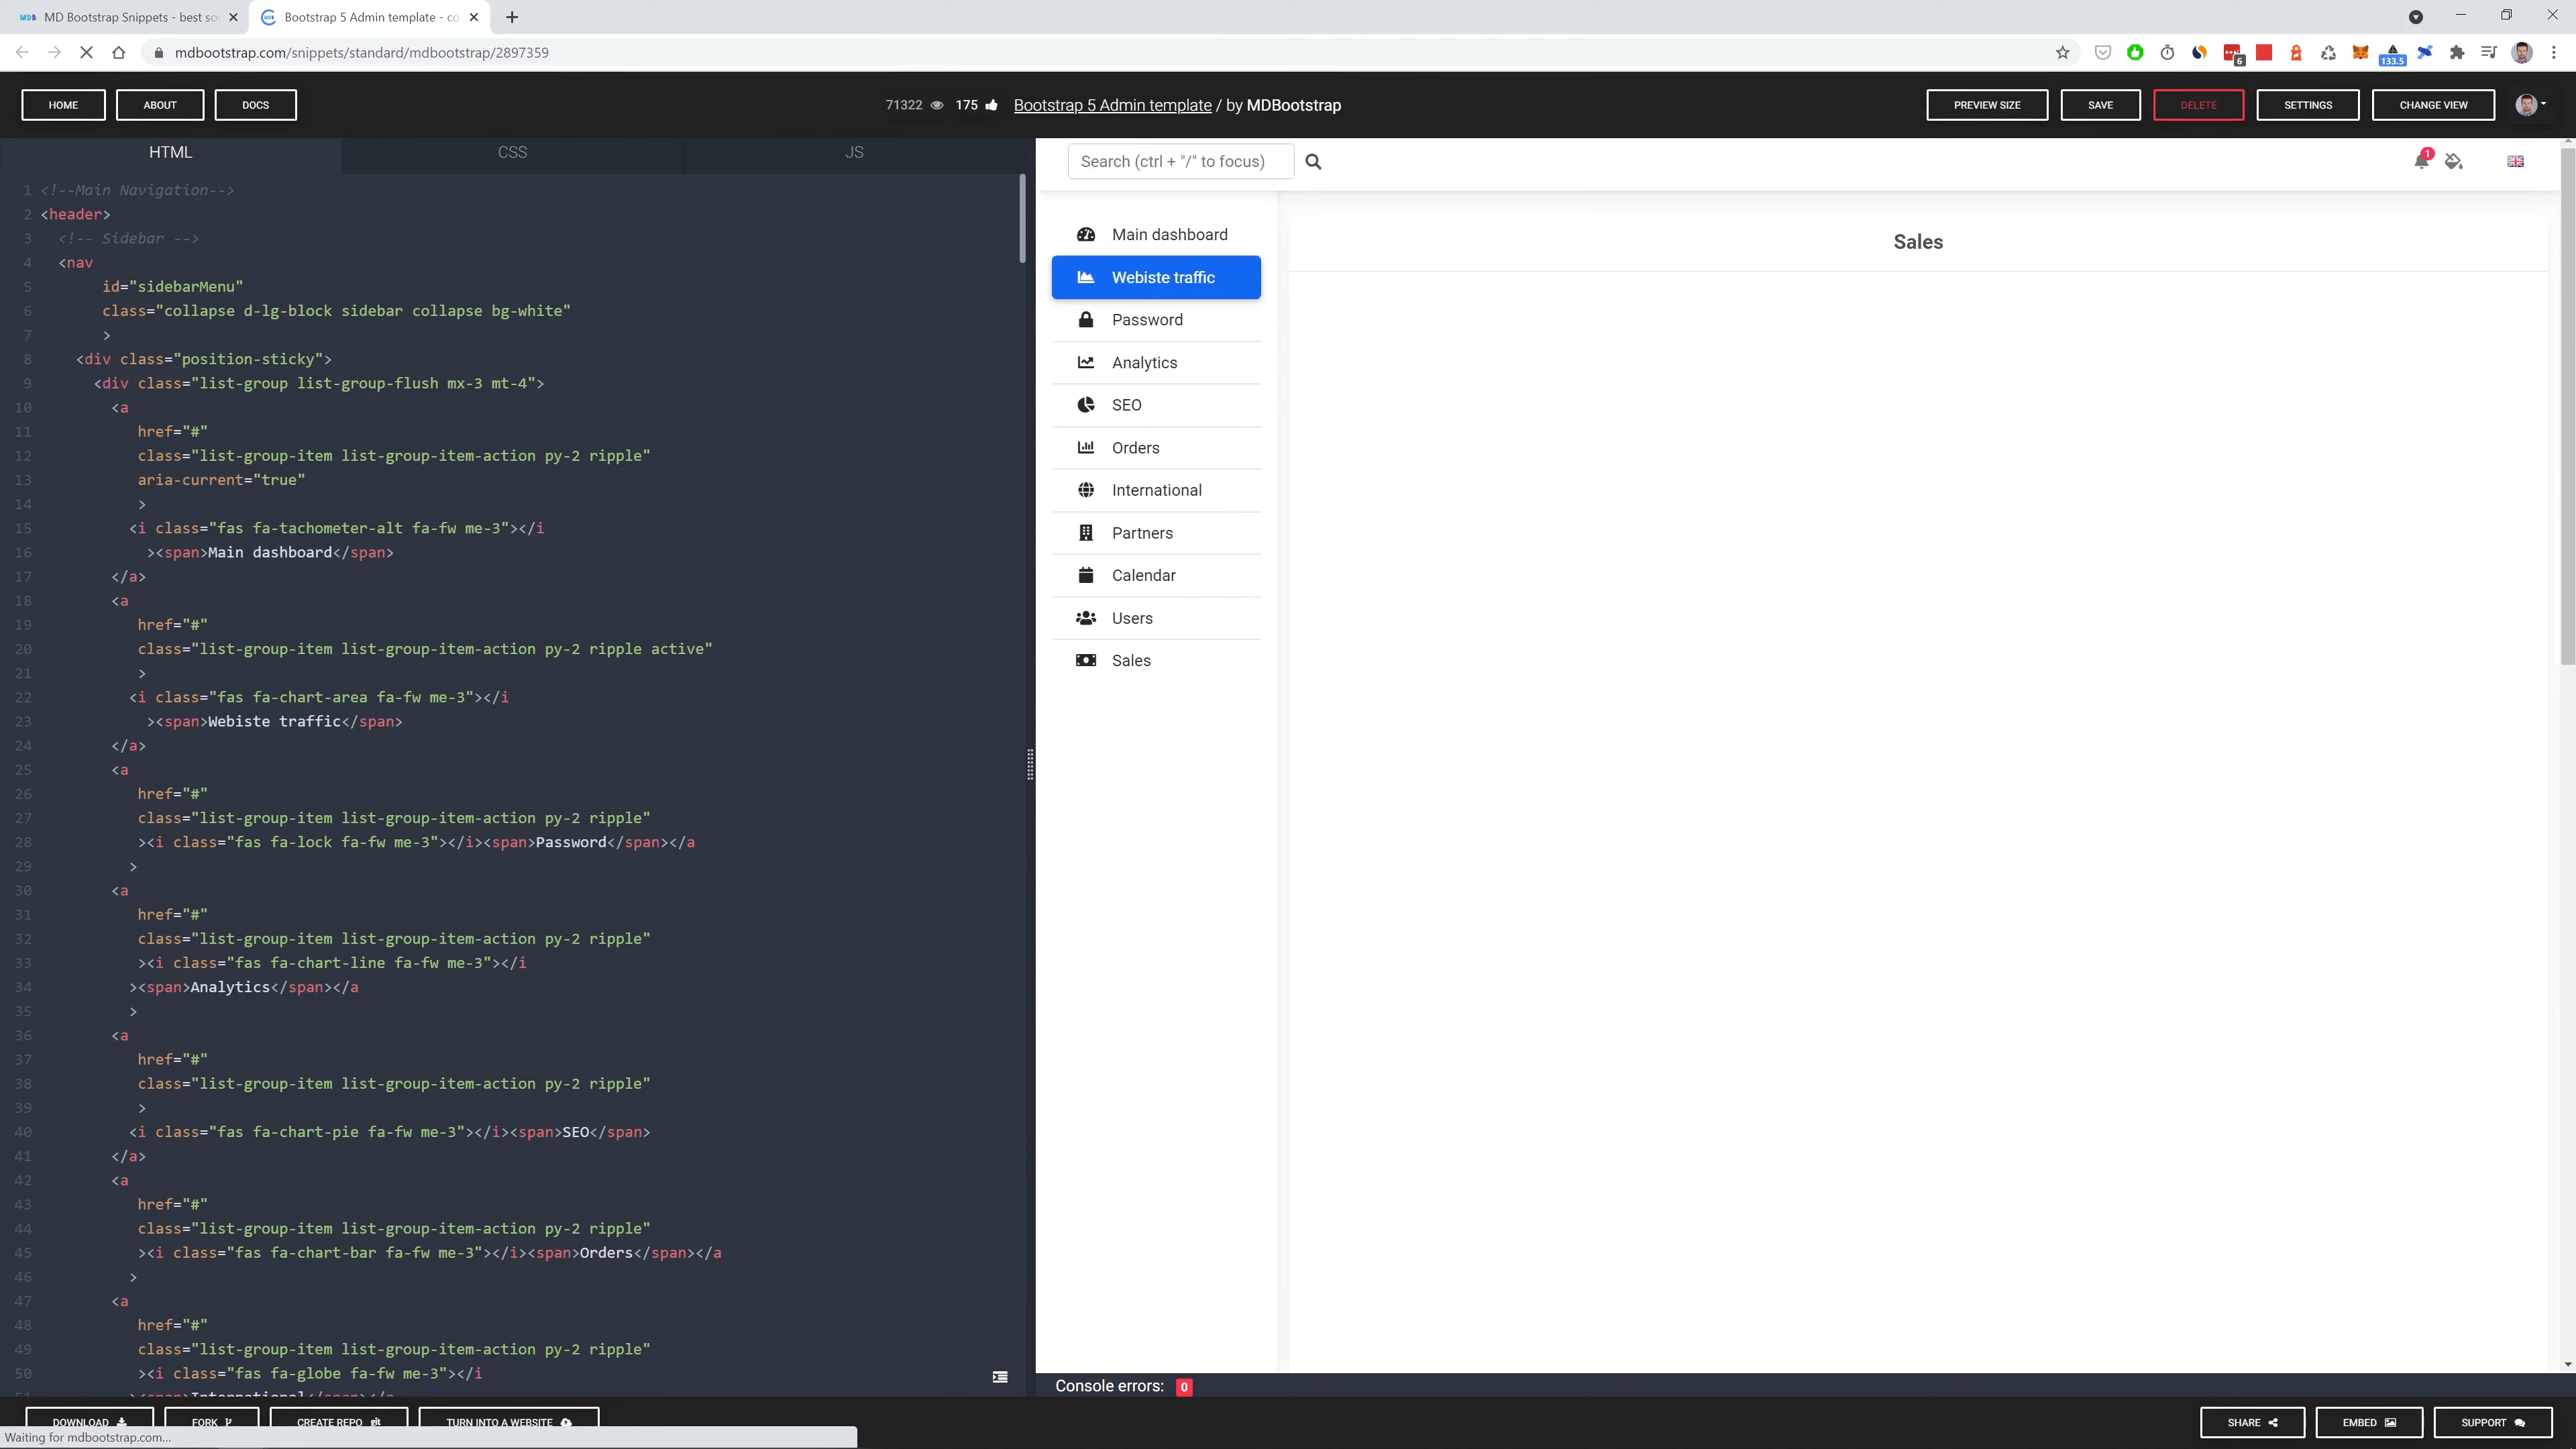 MD Bootstrap Snippets - best so
Bootstrap 5 Admin template - co
mdbootstrap.com/snippets/standard/mdbootstrap/2897359
6
133.5
HOME
ABOUT
DOCS
71322
175
Bootstrap 5 Admin template / by MDBootstrap
PREVIEW SIZE
SAVE
DELETE
SETTINGS
CHANGE VIEW
HTML
CSS
JS
1 <!--Main Navigation-->
2 <header>
3 <!-- Sidebar -->
4 <nav
5 id="sidebarMenu"
6 class="collapse d-lg-block sidebar collapse bg-white"
7 >
8 <div class="position-sticky">
9 <div class="list-group list-group-flush mx-3 mt-4">
10 <a
11 href="#"
12 class="list-group-item list-group-item-action py-2 ripple"
13 aria-current="true"
14 >
15 <i class="fas fa-tachometer-alt fa-fw me-3"></i
16 ><span>Main dashboard</span>
17 </a>
18 <a
19 href="#"
20 class="list-group-item list-group-item-action py-2 ripple active"
21 >
22 <i class="fas fa-chart-area fa-fw me-3"></i
23 ><span>Webiste traffic</span>
24 </a>
25 <a
26 href="#"
27 class="list-group-item list-group-item-action py-2 ripple"
28 ><i class="fas fa-lock fa-fw me-3"></i><span>Password</span></a
29 >
30 <a
31 href="#"
32 class="list-group-item list-group-item-action py-2 ripple"
33 ><i class="fas fa-chart-line fa-fw me-3"></i
34 ><span>Analytics</span></a
35 >
36 <a
37 href="#"
38 class="list-group-item list-group-item-action py-2 ripple"
39 >
40 <i class="fas fa-chart-pie fa-fw me-3"></i><span>SEO</span>
41 </a>
42 <a
43 href="#"
44 class="list-group-item list-group-item-action py-2 ripple"
45 ><i class="fas fa-chart-bar fa-fw me-3"></i><span>Orders</span></a
46 >
47 <a
48 href="#"
49 class="list-group-item list-group-item-action py-2 ripple"
50 ><i class="fas fa-globe fa-fw me-3"></i
51 ><span>International</span></a
Search (ctrl + "/" to focus)
1
Main dashboard
Webiste traffic
Password
Analytics
SEO
Orders
International
Partners
Calendar
Users
Sales
Sales
Console errors: 0
DOWNLOAD
FORK
CREATE REPO
TURN INTO A WEBSITE
SHARE
EMBED
SUPPORT
Waiting for mdbootstrap.com...